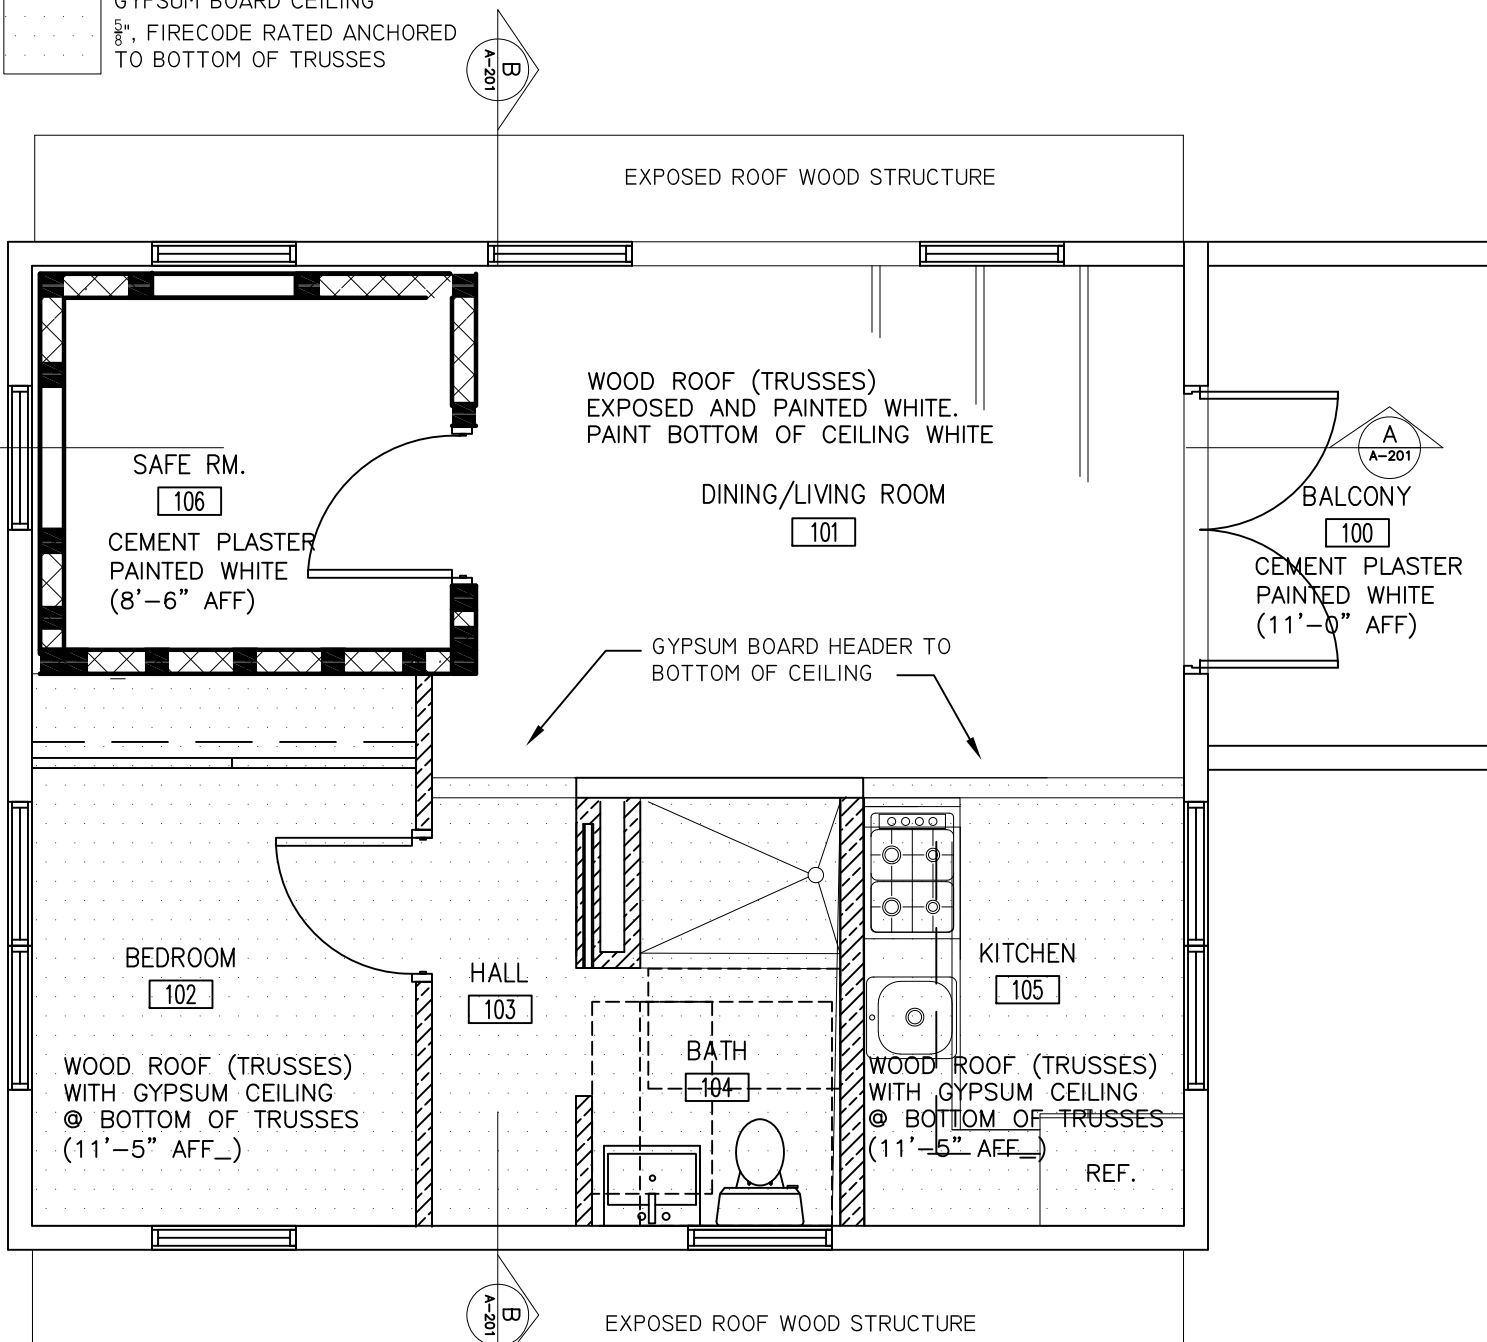 GYPSUM BOARD CEILING
5/8", FIRECODE RATED ANCHORED
TO BOTTOM OF TRUSSES
B
A-201
EXPOSED ROOF WOOD STRUCTURE
WOOD ROOF (TRUSSES)
EXPOSED AND PAINTED WHITE.
PAINT BOTTOM OF CEILING WHITE
SAFE RM.
106
CEMENT PLASTER
PAINTED WHITE
(8'-6" AFF)
DINING/LIVING ROOM
101
A
A-201
BALCONY
100
CEMENT PLASTER
PAINTED WHITE
(11'-0" AFF)
GYPSUM BOARD HEADER TO
BOTTOM OF CEILING
BEDROOM
102
WOOD ROOF (TRUSSES)
WITH GYPSUM CEILING
@ BOTTOM OF TRUSSES
(11'-5" AFF_)
HALL
103
BATH
104
KITCHEN
105
WOOD ROOF (TRUSSES)
WITH GYPSUM CEILING
@ BOTTOM OF TRUSSES
(11'-5" AFF_)
REF.
B
A-201
EXPOSED ROOF WOOD STRUCTURE